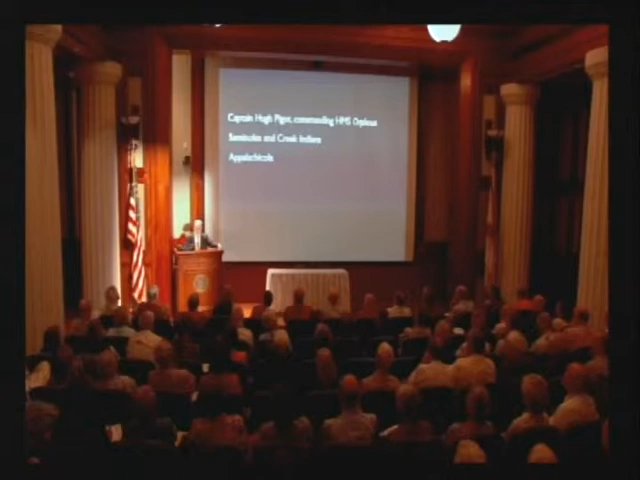 Captain Hugh Pigot, commanding HMS Orpheus
Seminoles and Creek Indians
Appalachicola